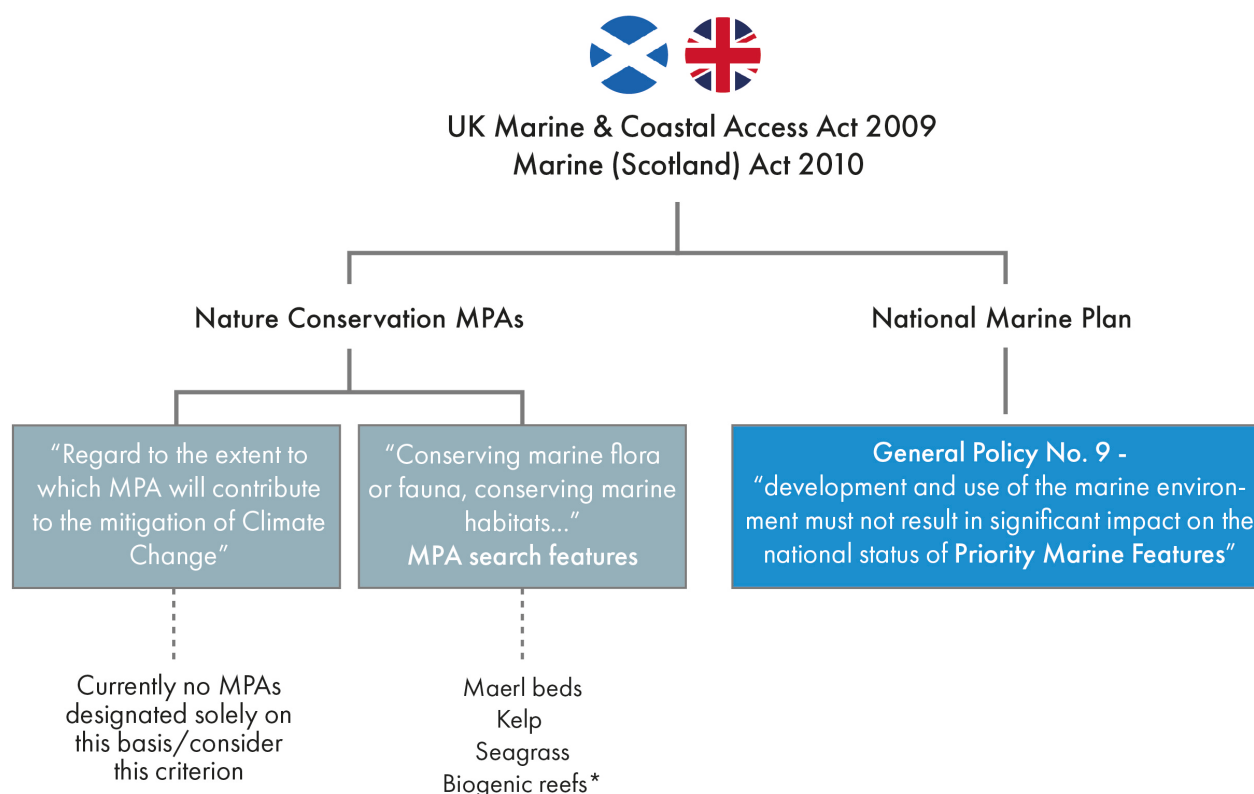 UK Marine & Coastal Access Act 2009
Marine (Scotland) Act 2010
Nature Conservation MPAs
National Marine Plan
“Regard to the extent to
which MPA will contribute
to the mitigation of Climate
Change”
“Conserving marine flora
or fauna, conserving marine
habitats...”
MPA search features
General Policy No. 9 -
“development and use of the marine environ-
ment must not result in significant impact on the
national status of Priority Marine Features”
Currently no MPAs
designated solely on
this basis/consider
this criterion
Maerl beds
Kelp
Seagrass
Biogenic reefs*